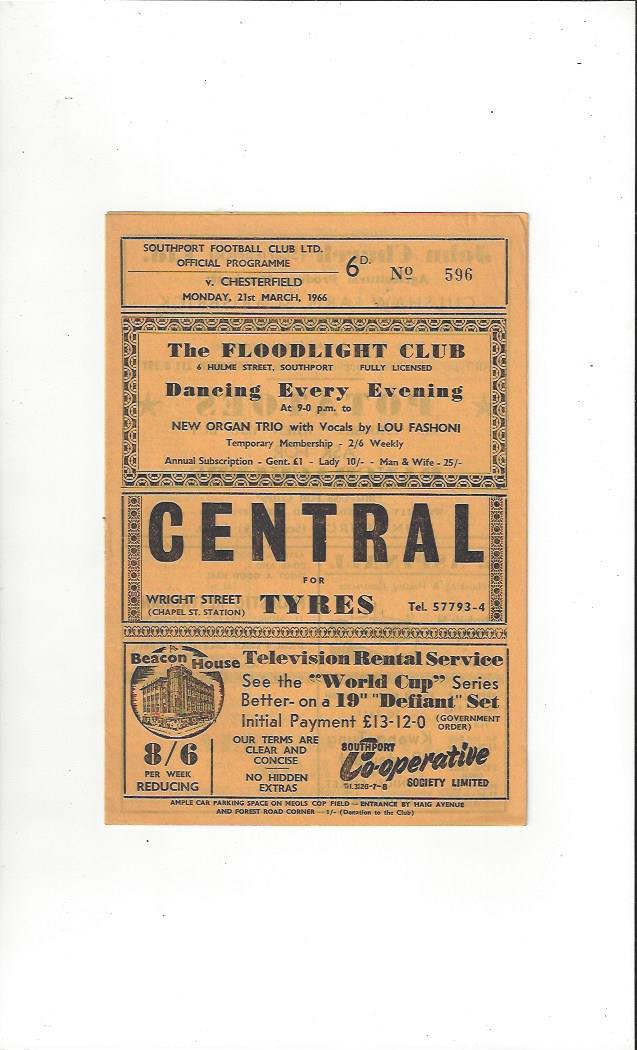 SOUTHPORT FOOTBALL CLUB LTD.
OFFICIAL PROGRAMME
v. CHESTERFIELD
MONDAY, 21st MARCH, 1966
6D.
Nº 596
The FLOODLIGHT CLUB
6 HULME STREET, SOUTHPORT FULLY LICENSED
Dancing Every Evening
At 9-0 p.m. to
NEW ORGAN TRIO with Vocals by LOU FASHONI
Temporary Membership - 2/6 Weekly
Annual Subscription - Gent. £1 - Lady 10/- - Man & Wife - 25/-
CENTRAL
FOR
WRIGHT STREET
(CHAPEL ST. STATION)
TYRES
Tel. 57793-4
Beacon House
Television Rental Service
See the "World Cup" Series
Better- on a 19" "Defiant" Set
Initial Payment £13-12-0 (GOVERNMENT ORDER)
8/6
PER WEEK
REDUCING
OUR TERMS ARE
CLEAR AND
CONCISE
NO HIDDEN
EXTRAS
SOUTHPORT
Co-operative
SOCIETY LIMITED
Tel. 3126-7-8
AMPLE CAR PARKING SPACE ON MEOLS COP FIELD — ENTRANCE BY HAIG AVENUE
AND FOREST ROAD CORNER — 1/- (Donation to the Club)